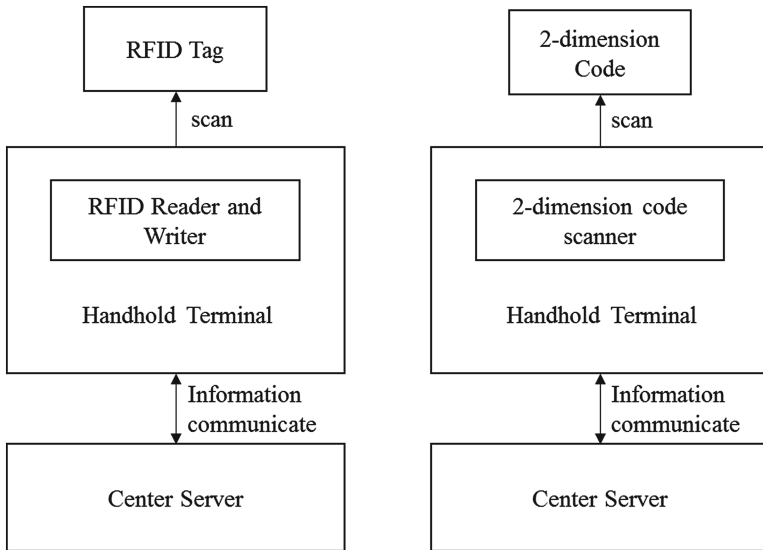 RFID Tag
scan
RFID Reader and
Writer
Handhold Terminal
Information
communicate
Center Server
2-dimension
Code
scan
2-dimension code
scanner
Handhold Terminal
Information
communicate
Center Server